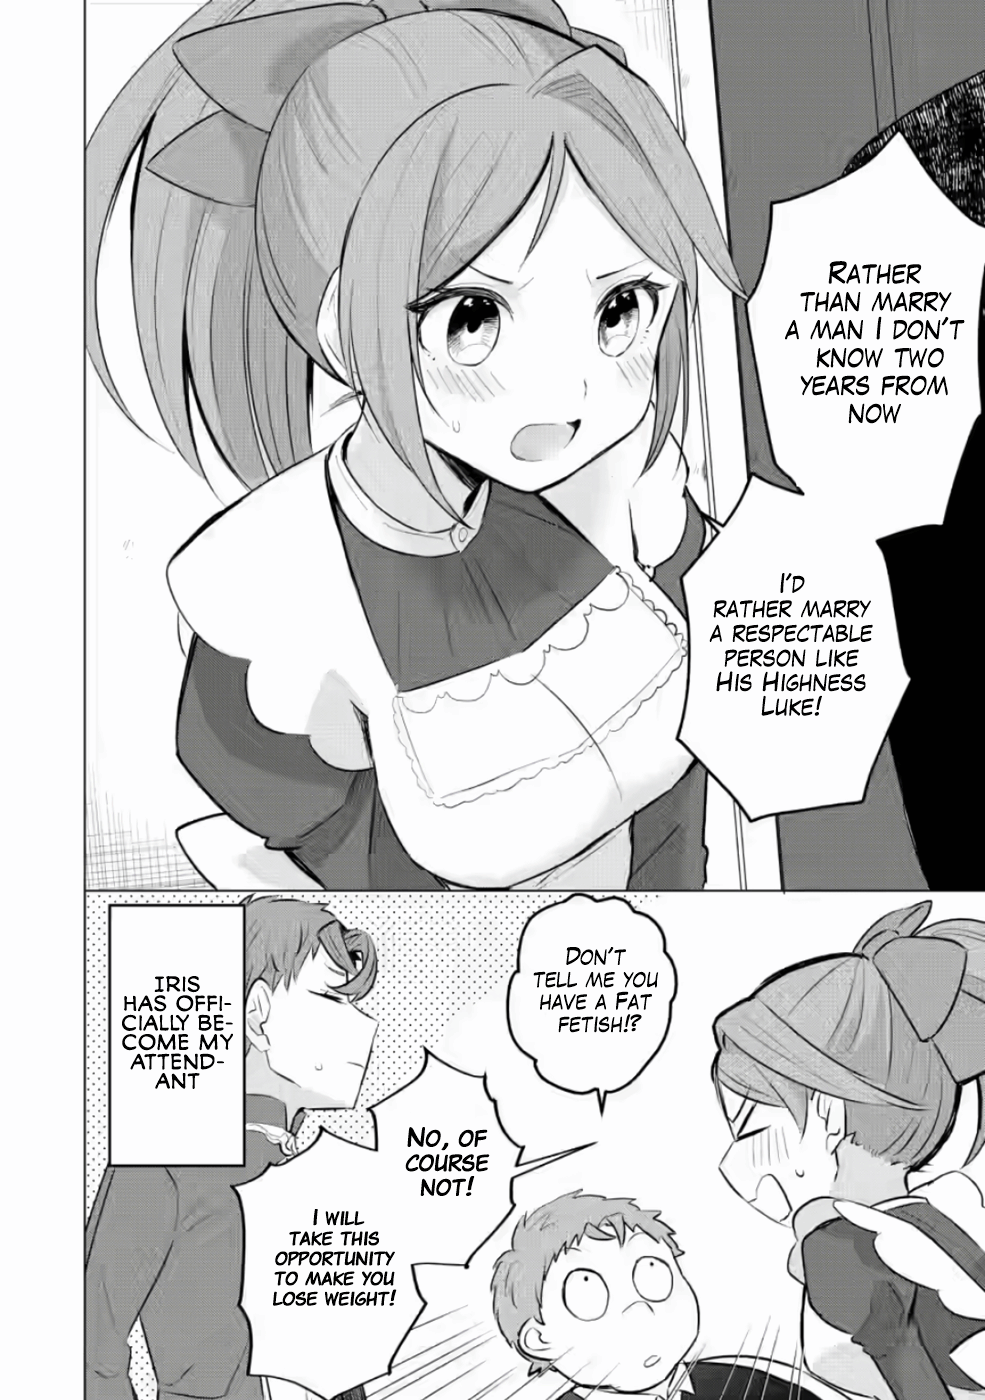 Rather
than marry
a man I don't
know two
years from
now
I'd
rather marry
a respectable
person like
His Highness
Luke!
Don't
tell me you
have a Fat
fetish!?
No, of
course
not!
I will
take this
opportunity
to make you
lose weight!
IRIS
HAS OFFI-
CIALLY BE-
COME MY
ATTEND-
ANT